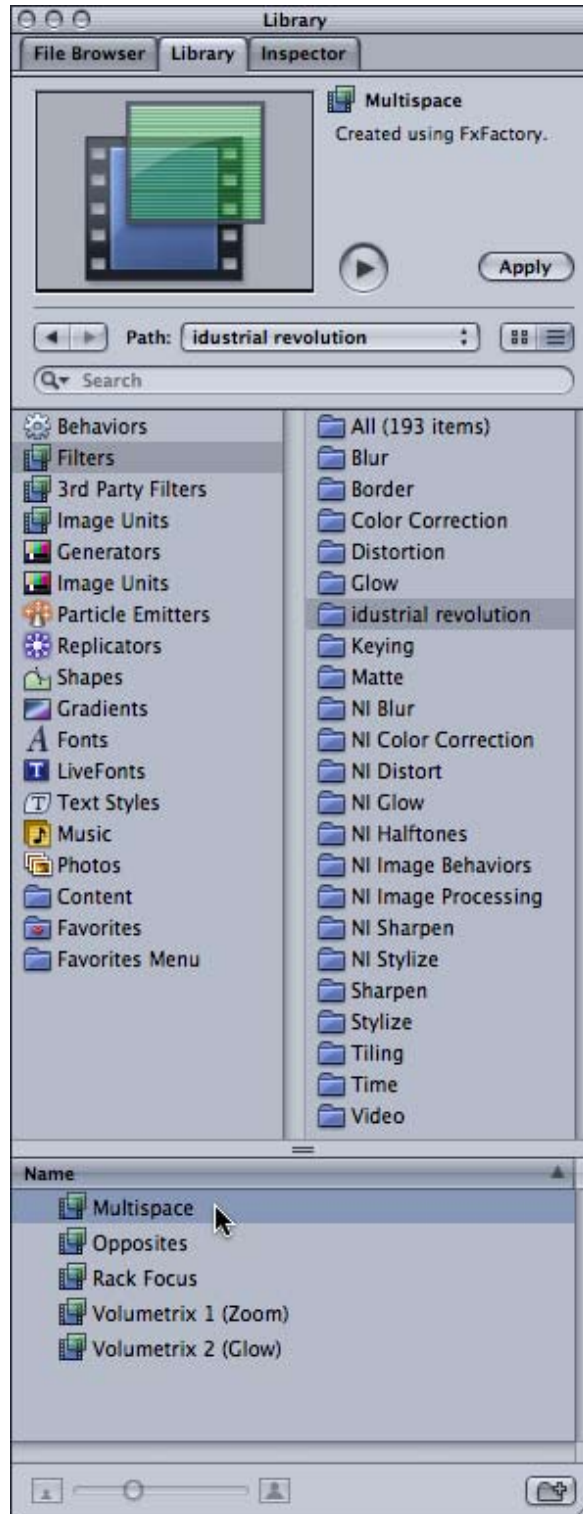 Library
File Browser Library Inspector
Multispace
Created using FxFactory.
Apply
Path: idustrial revolution
Search
Behaviors
Filters
3rd Party Filters
Image Units
Generators
Image Units
Particle Emitters
Replicators
Shapes
Gradients
Fonts
LiveFonts
Text Styles
Music
Photos
Content
Favorites
Favorites Menu
All (193 items)
Blur
Border
Color Correction
Distortion
Glow
idustrial revolution
Keying
Matte
NI Blur
NI Color Correction
NI Distort
NI Glow
NI Halftones
NI Image Behaviors
NI Image Processing
NI Sharpen
NI Stylize
Sharpen
Stylize
Tiling
Time
Video
Name
Multispace
Opposites
Rack Focus
Volumetrix 1 (Zoom)
Volumetrix 2 (Glow)